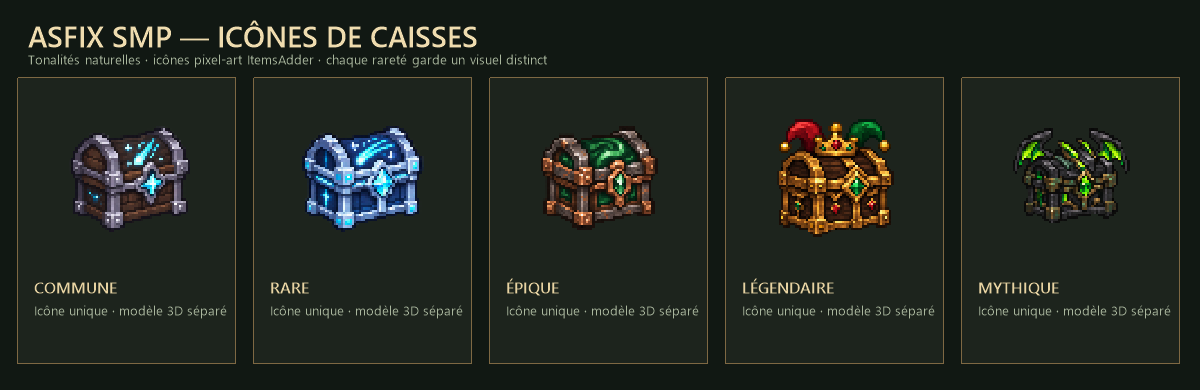 ASFIX SMP — ICÔNES DE CAISSES
Tonalités naturelles · icônes pixel-art ItemsAdder · chaque rareté garde un visuel distinct
COMMUNE
Icône unique · modèle 3D séparé
RARE
Icône unique · modèle 3D séparé
ÉPIQUE
Icône unique · modèle 3D séparé
LÉGENDAIRE
Icône unique · modèle 3D séparé
MYTHIQUE
Icône unique · modèle 3D séparé